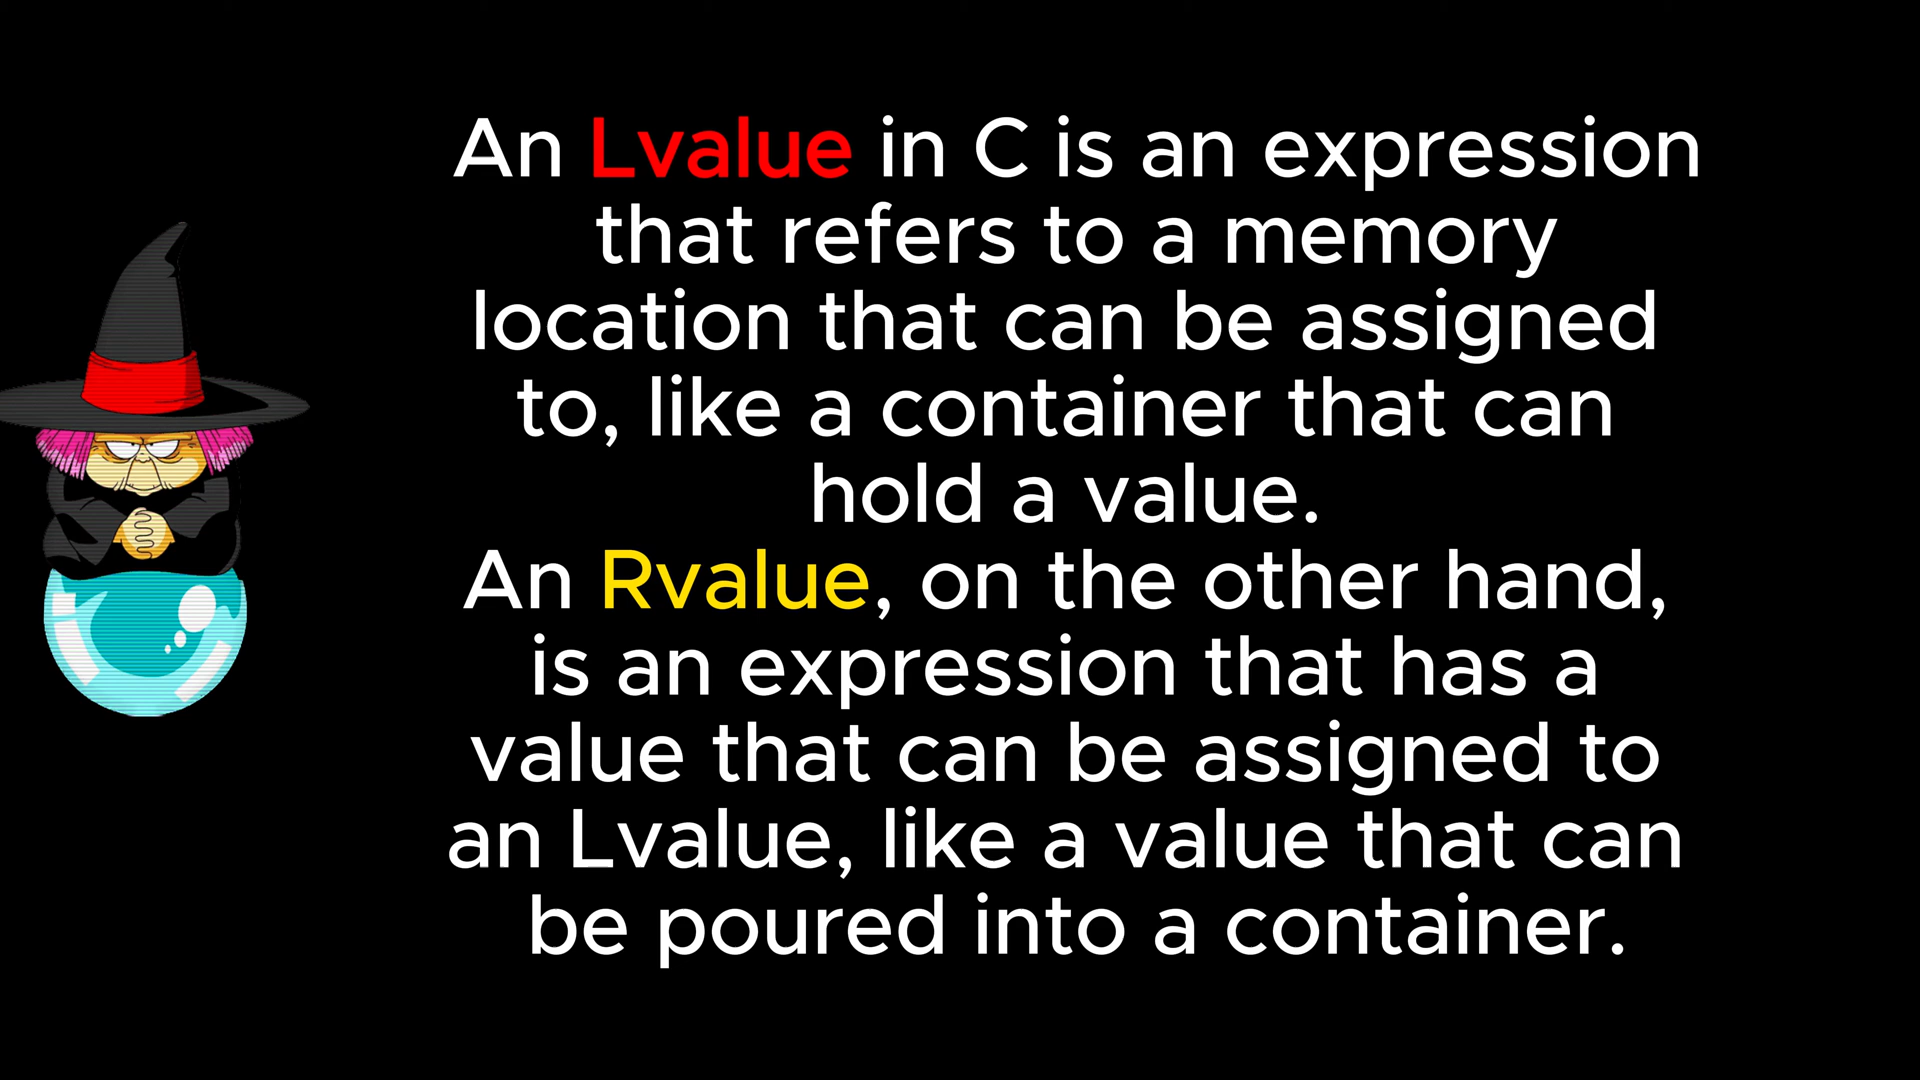 An Lvalue in C is an expression
that refers to a memory
location that can be assigned
to, like a container that can
hold a value.
An Rvalue, on the other hand,
is an expression that has a
value that can be assigned to
an Lvalue, like a value that can
be poured into a container.